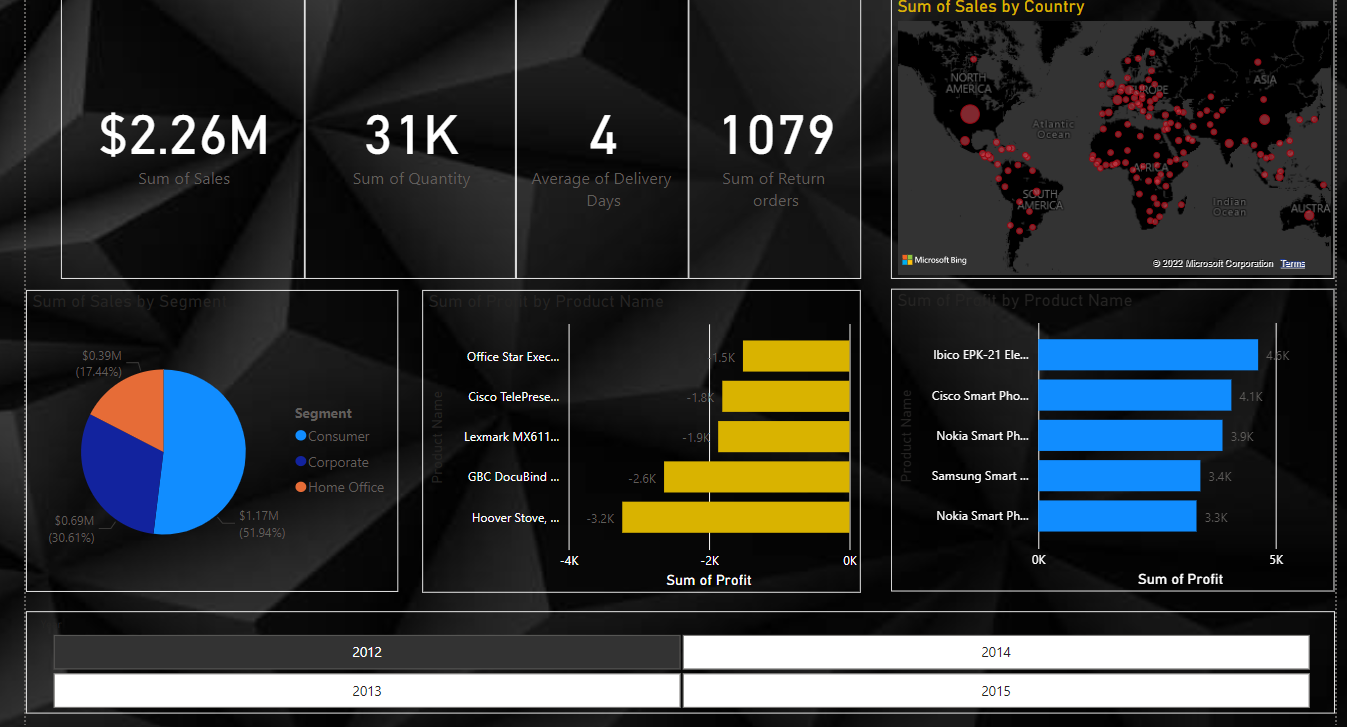 $2.26M
Sum of Sales
31K
Sum of Quantity
4
Average of Delivery
Days
1079
Sum of Return
orders
Sum of Sales by Country
NORTH
AMERICA
EUROPE
ASIA
Atlantic
Ocean
AFRICA
SOUTH
AMERICA
Indian
Ocean
AUSTRA
Microsoft Bing
© 2022 Microsoft Corporation Terms
Sum of Sales by Segment
$0.39M
(17.44%)
$0.69M
(30.61%)
$1.17M
(51.94%)
Segment
Consumer
Corporate
Home Office
Sum of Profit by Product Name
Product Name
Office Star Exec...
-1.5K
Cisco TelePrese...
-1.8K
Lexmark MX611...
-1.9K
GBC DocuBind ...
-2.6K
Hoover Stove, ...
-3.2K
-4K -2K 0K
Sum of Profit
Sum of Profit by Product Name
Product Name
Ibico EPK-21 Ele...
4.6K
Cisco Smart Pho...
4.1K
Nokia Smart Ph...
3.9K
Samsung Smart ...
3.4K
Nokia Smart Ph...
3.3K
0K 5K
Sum of Profit
2012
2014
2013
2015